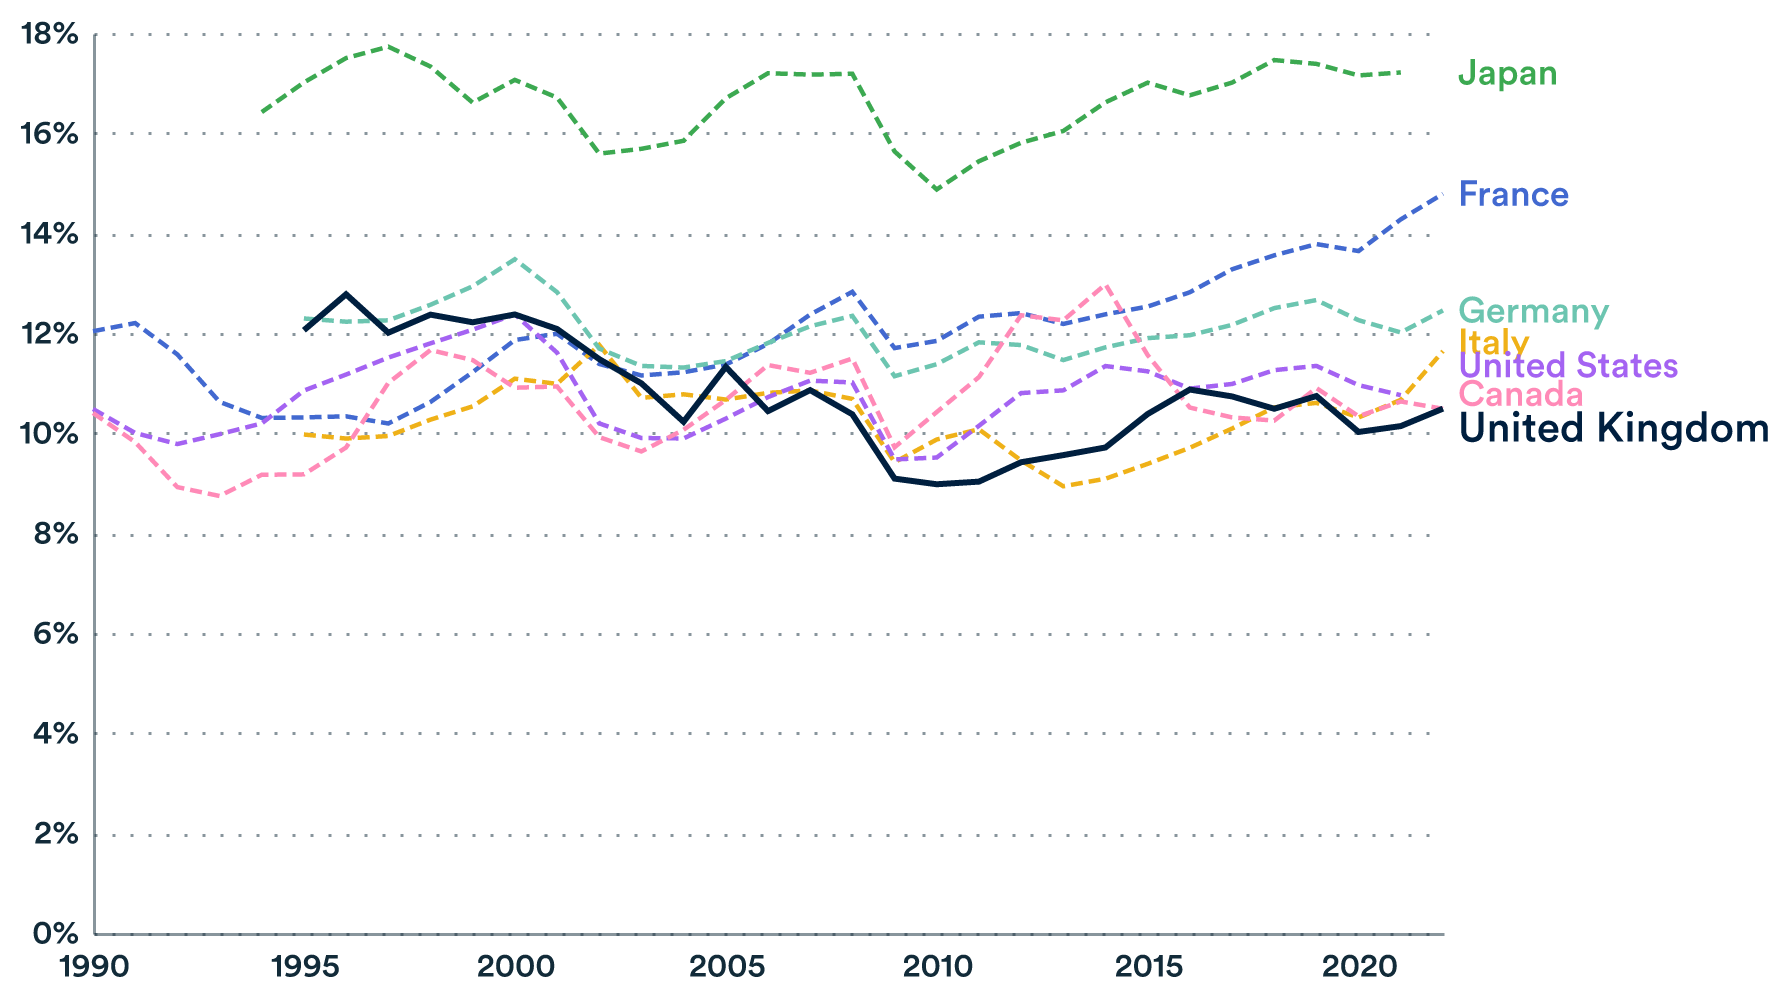 18%
16%
14%
12%
10%
8%
6%
4%
2%
0%
1990 1995 2000 2005 2010 2015 2020
Japan
France
Germany
Italy
United States
Canada
United Kingdom